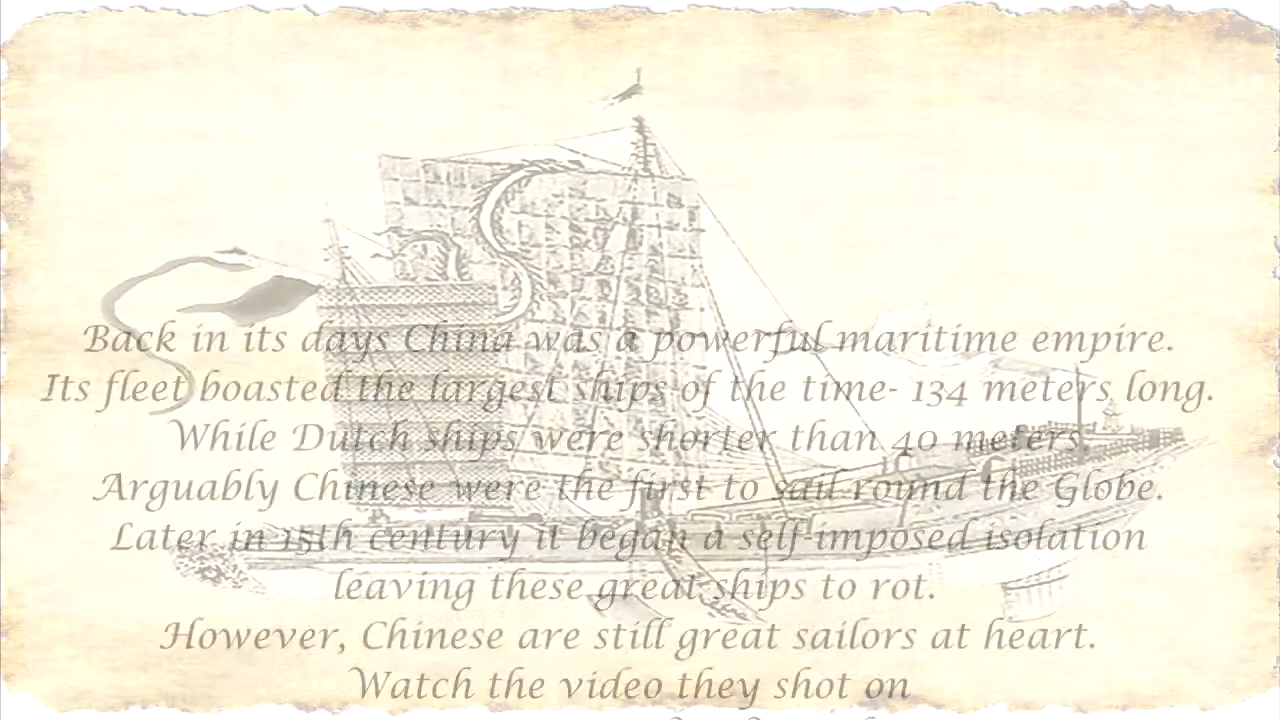 Back in its days China was a powerful maritime empire.
Its fleet boasted the largest ships of the time- 134 meters long.
While Dutch ships were shorter than 40 meters.
Arguably Chinese were the first to sail round the Globe.
Later in 15th century it began a self-imposed isolation
leaving these great ships to rot.
However, Chinese are still great sailors at heart.
Watch the video they shot on